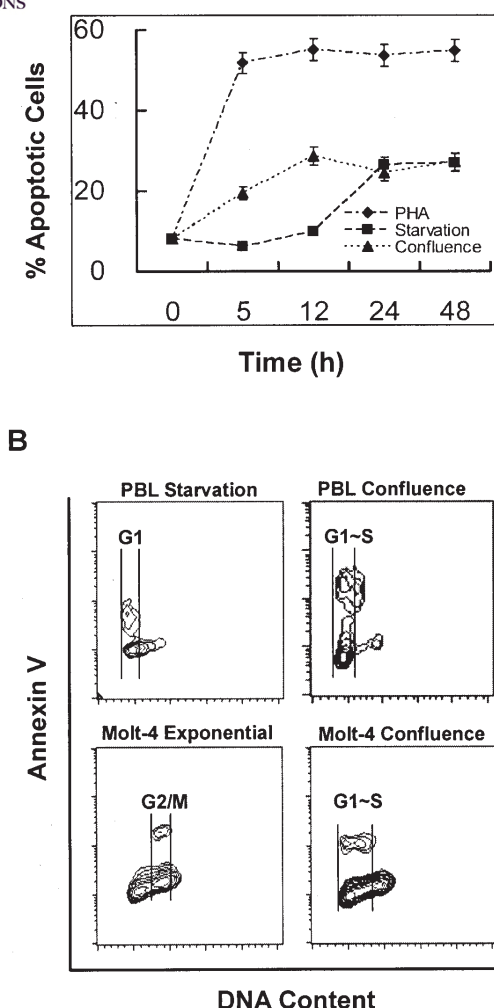 60
40
20
0
% Apoptotic Cells
PHA
Starvation
Confluence
0 5 12 24 48
Time (h)
B
PBL Starvation PBL Confluence
G1 G1~S
Annexin V
Molt-4 Exponential Molt-4 Confluence
G2/M G1~S
DNA Content